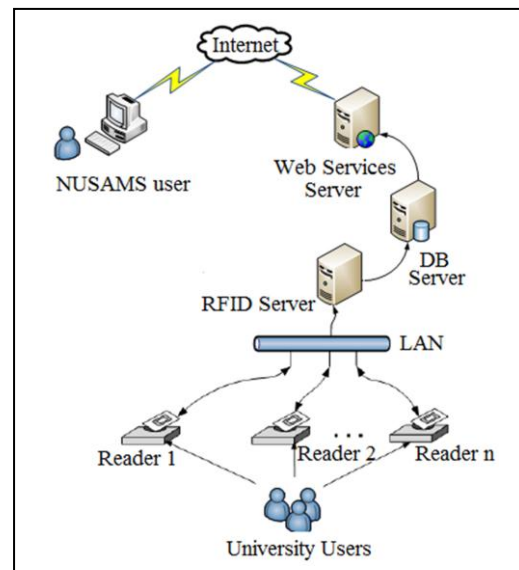 Internet
NUSAMS user
Web Services
Server
DB
Server
RFID Server
LAN
Reader 1
Reader 2
...
Reader n
University Users